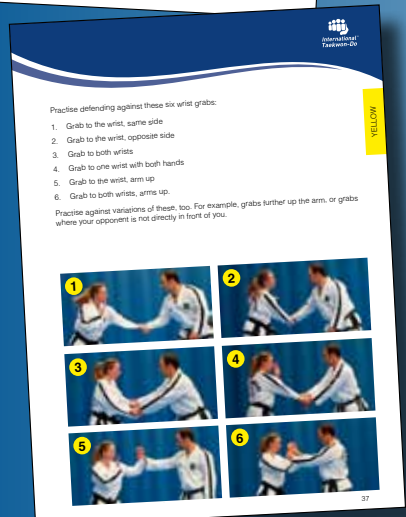 International
Taekwon-Do
YELLOW
Practise defending against these six wrist grabs:
1. Grab to the wrist, same side
2. Grab to the wrist, opposite side
3. Grab to both wrists
4. Grab to one wrist with both hands
5. Grab to the wrist, arm up
6. Grab to both wrists, arms up.
Practise against variations of these, too. For example, grabs further up the arm, or grabs
where your opponent is not directly in front of you.
1
2
3
4
5
6
37